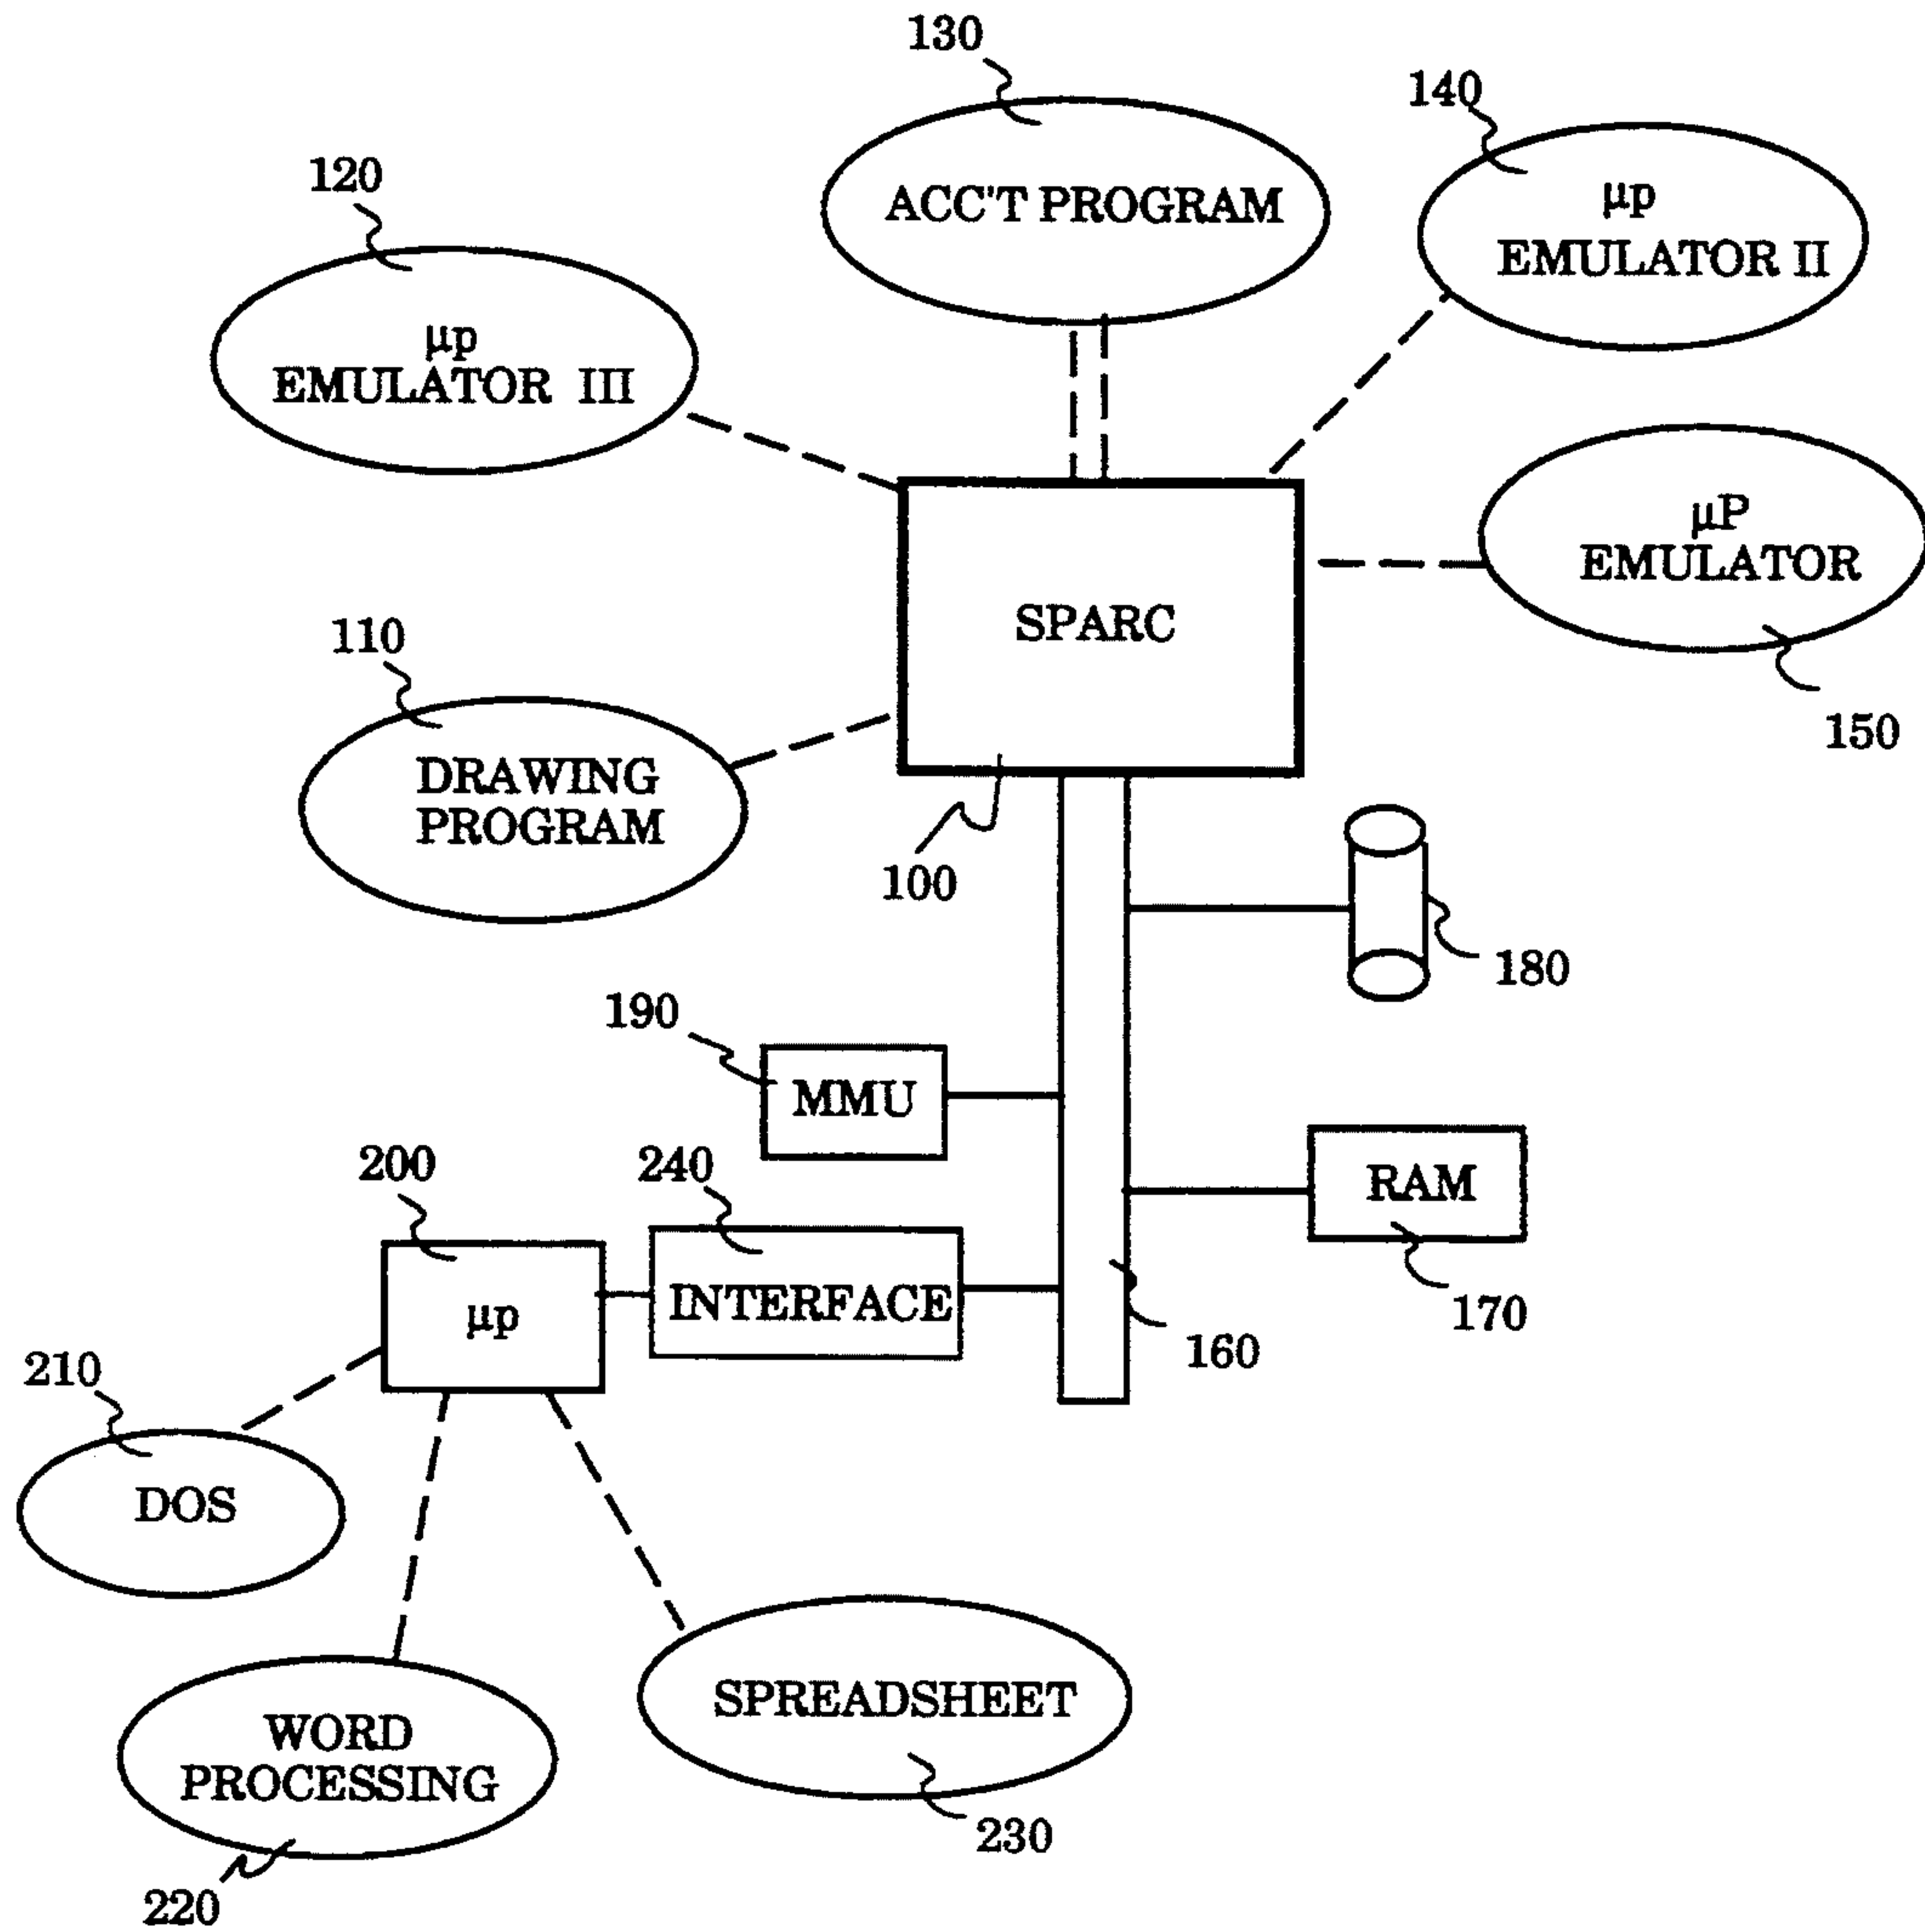 130
140
120
ACC'T PROGRAM
µp
EMULATOR II
µp
EMULATOR III
µP
EMULATOR
SPARC
110
150
DRAWING
PROGRAM
100
180
190
MMU
200
240
RAM
µp
INTERFACE
170
160
210
DOS
SPREADSHEET
WORD
PROCESSING
230
220